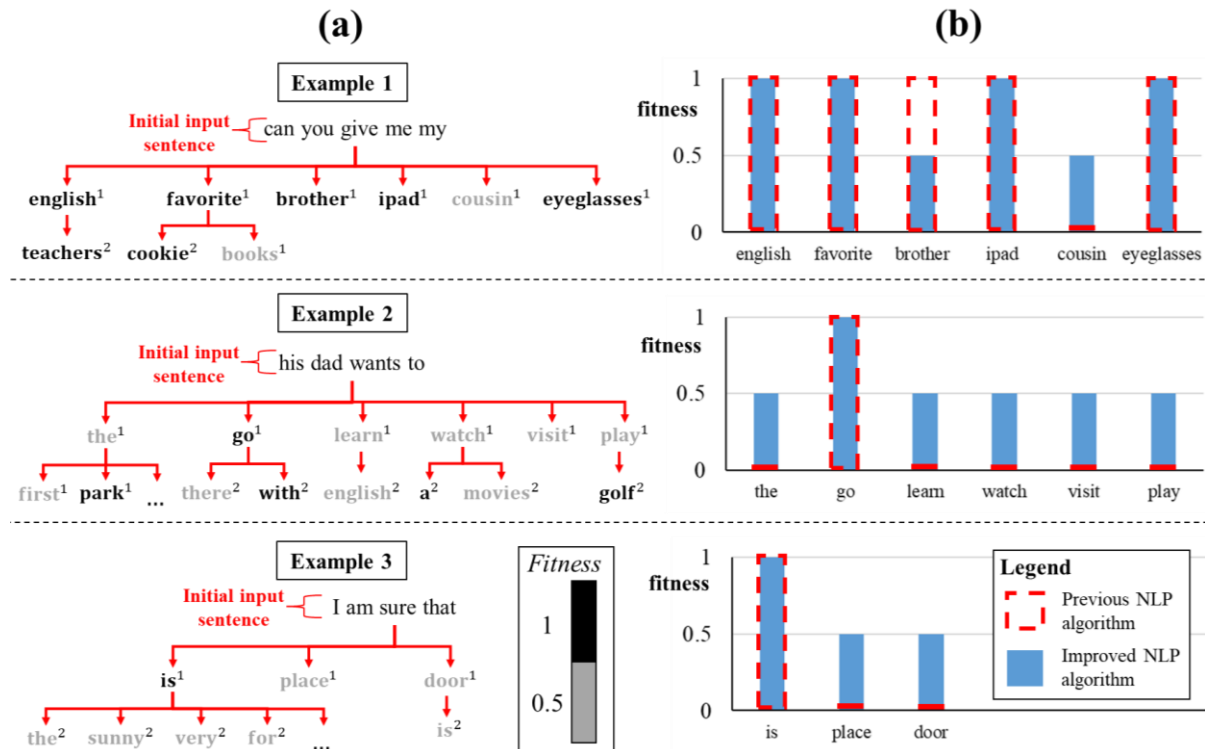 (a)
(b)
Example 1
Initial input
sentence
can you give me my
english¹ favorite¹ brother¹ ipad¹ cousin¹ eyeglasses¹
teachers² cookie² books¹
1
fitness
0.5
0
english favorite brother ipad cousin eyeglasses
Example 2
Initial input
sentence
his dad wants to
the¹ go¹ learn¹ watch¹ visit¹ play¹
first¹ park¹ ... there² with² english² a² movies² golf²
1
fitness
0.5
0
the go learn watch visit play
Example 3
Initial input
sentence
I am sure that
is¹ place¹ door¹
the² sunny² very² for² ... is²
Fitness
1
0.5
1
fitness
0.5
0
is place door
Legend
Previous NLP
algorithm
Improved NLP
algorithm